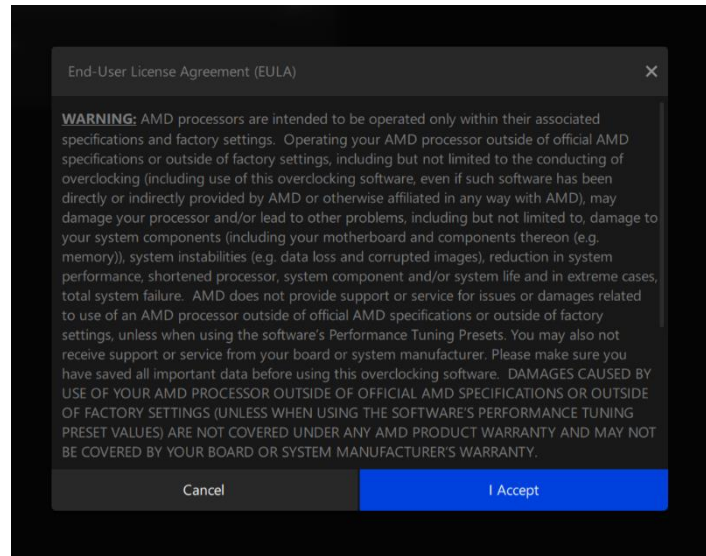 End-User License Agreement (EULA)
WARNING: AMD processors are intended to be operated only within their associated
specifications and factory settings.  Operating your AMD processor outside of official AMD
specifications or outside of factory settings, including but not limited to the conducting of
overclocking (including use of this overclocking software, even if such software has been
directly or indirectly provided by AMD or otherwise affiliated in any way with AMD), may
damage your processor and/or lead to other problems, including but not limited to, damage to
your system components (including your motherboard and components thereon (e.g.
memory)), system instabilities (e.g. data loss and corrupted images), reduction in system
performance, shortened processor, system component and/or system life and in extreme cases,
total system failure.  AMD does not provide support or service for issues or damages related
to use of an AMD processor outside of official AMD specifications or outside of factory
settings, unless when using the software's Performance Tuning Presets. You may also not
receive support or service from your board or system manufacturer. Please make sure you
have saved all important data before using this overclocking software.  DAMAGES CAUSED BY
USE OF YOUR AMD PROCESSOR OUTSIDE OF OFFICIAL AMD SPECIFICATIONS OR OUTSIDE
OF FACTORY SETTINGS (UNLESS WHEN USING THE SOFTWARE'S PERFORMANCE TUNING
PRESET VALUES) ARE NOT COVERED UNDER ANY AMD PRODUCT WARRANTY AND MAY NOT
BE COVERED BY YOUR BOARD OR SYSTEM MANUFACTURER'S WARRANTY.
Cancel
I Accept